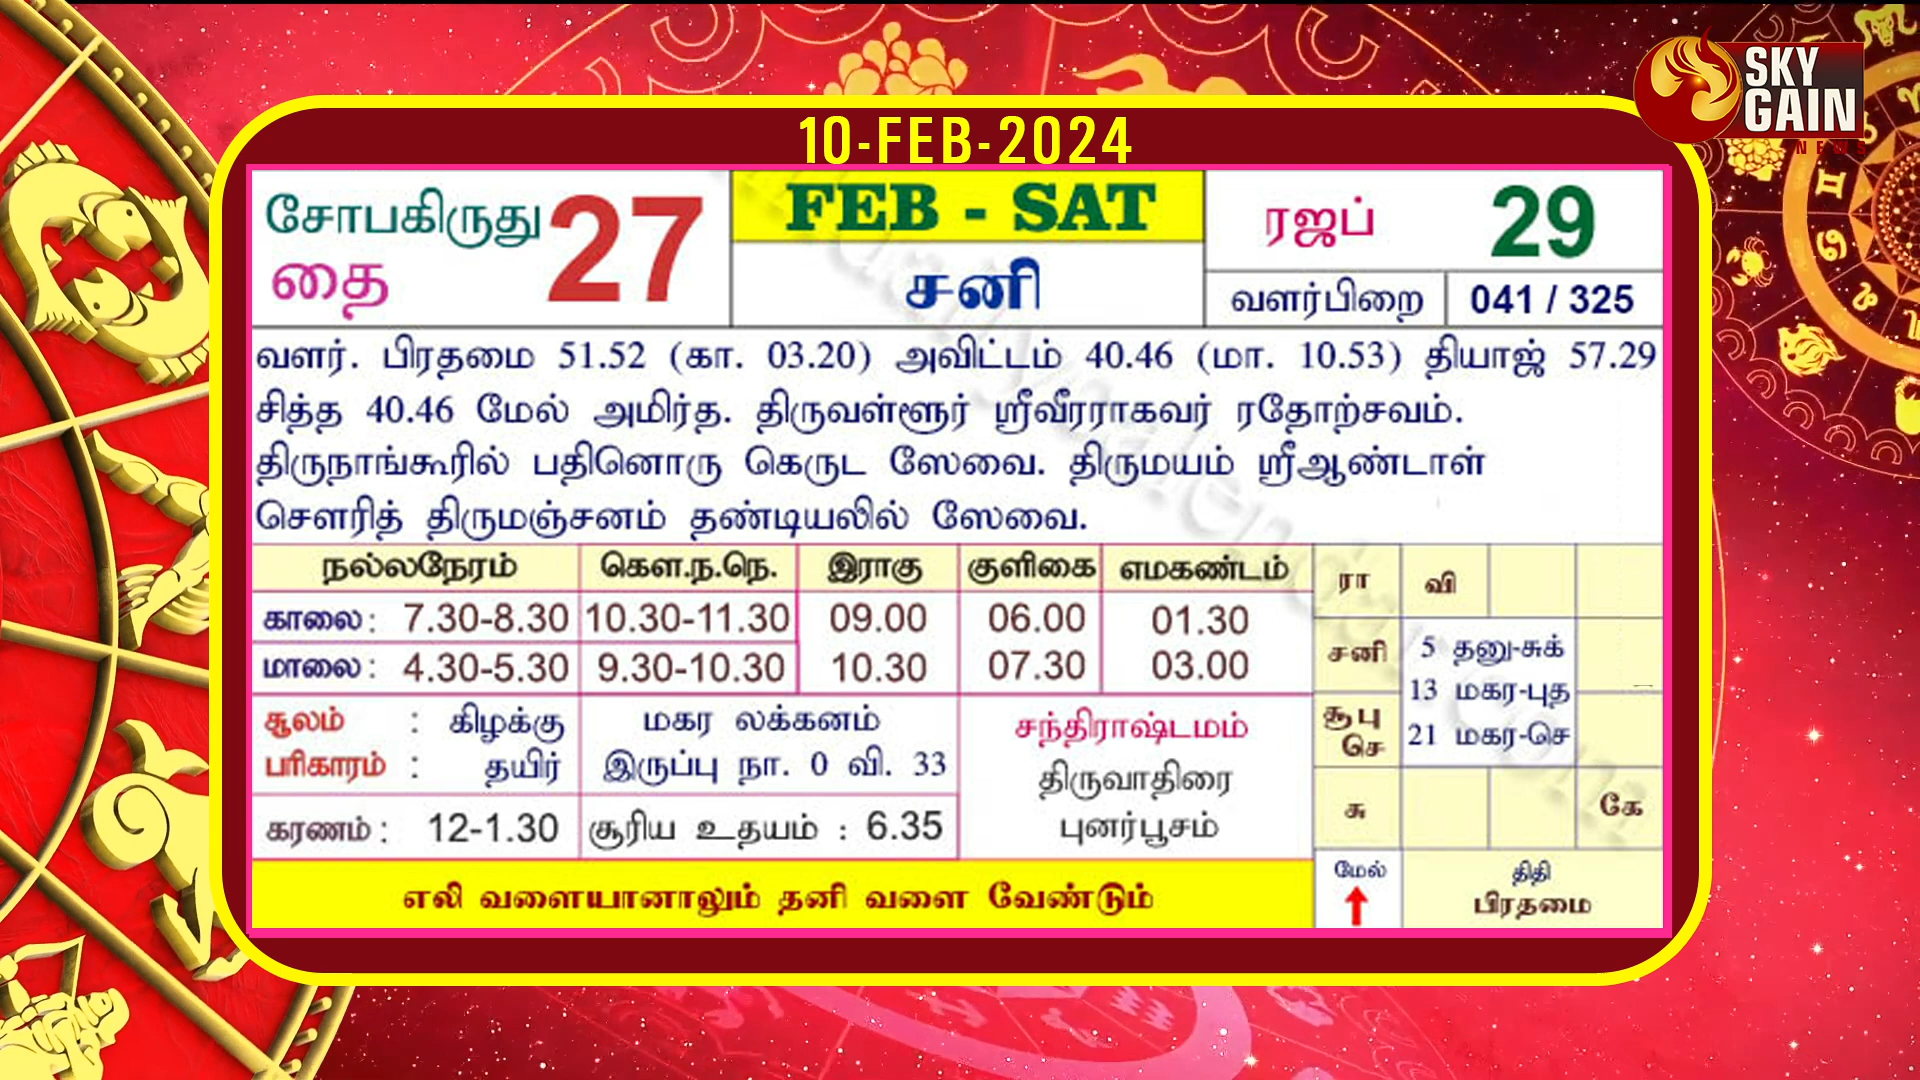 SKY
GAIN
NEWS
10-FEB-2024
சோபகிருது 27
தை
FEB - SAT
சனி
ரஜப் 29
வளர்பிறை 041 / 325
வளர். பிரதமை 51.52 (கா. 03.20) அவிட்டம் 40.46 (மா. 10.53) தியாஜ் 57.29
சித்த 40.46 மேல் அமிர்த. திருவள்ளூர் ஸ்ரீவீரராகவர் ரதோற்சவம்.
திருநாங்கூரில் பதினொரு கெருட ஸேவை. திருமயம் ஸ்ரீஆண்டாள்
சௌரித் திருமஞ்சனம் தண்டியலில் ஸேவை.
நல்லநேரம் கௌ.ந.நெ. இராகு குளிகை எமகண்டம்
காலை : 7.30-8.30 10.30-11.30 09.00 06.00 01.30
மாலை : 4.30-5.30 9.30-10.30 10.30 07.30 03.00
சூலம் : கிழக்கு
பரிகாரம் : தயிர்
மகர லக்கனம்
இருப்பு நா. 0 வி. 33
சந்திராஷ்டமம்
திருவாதிரை
புனர்பூசம்
கரணம் : 12-1.30
சூரிய உதயம் : 6.35
ரா வி
சனி
சூ பு
செ
5 தனு-சுக்
13 மகர-புத
21 மகர-செ
சு
கே
மேல்
திதி
பிரதமை
எலி வளையானாலும் தனி வளை வேண்டும்